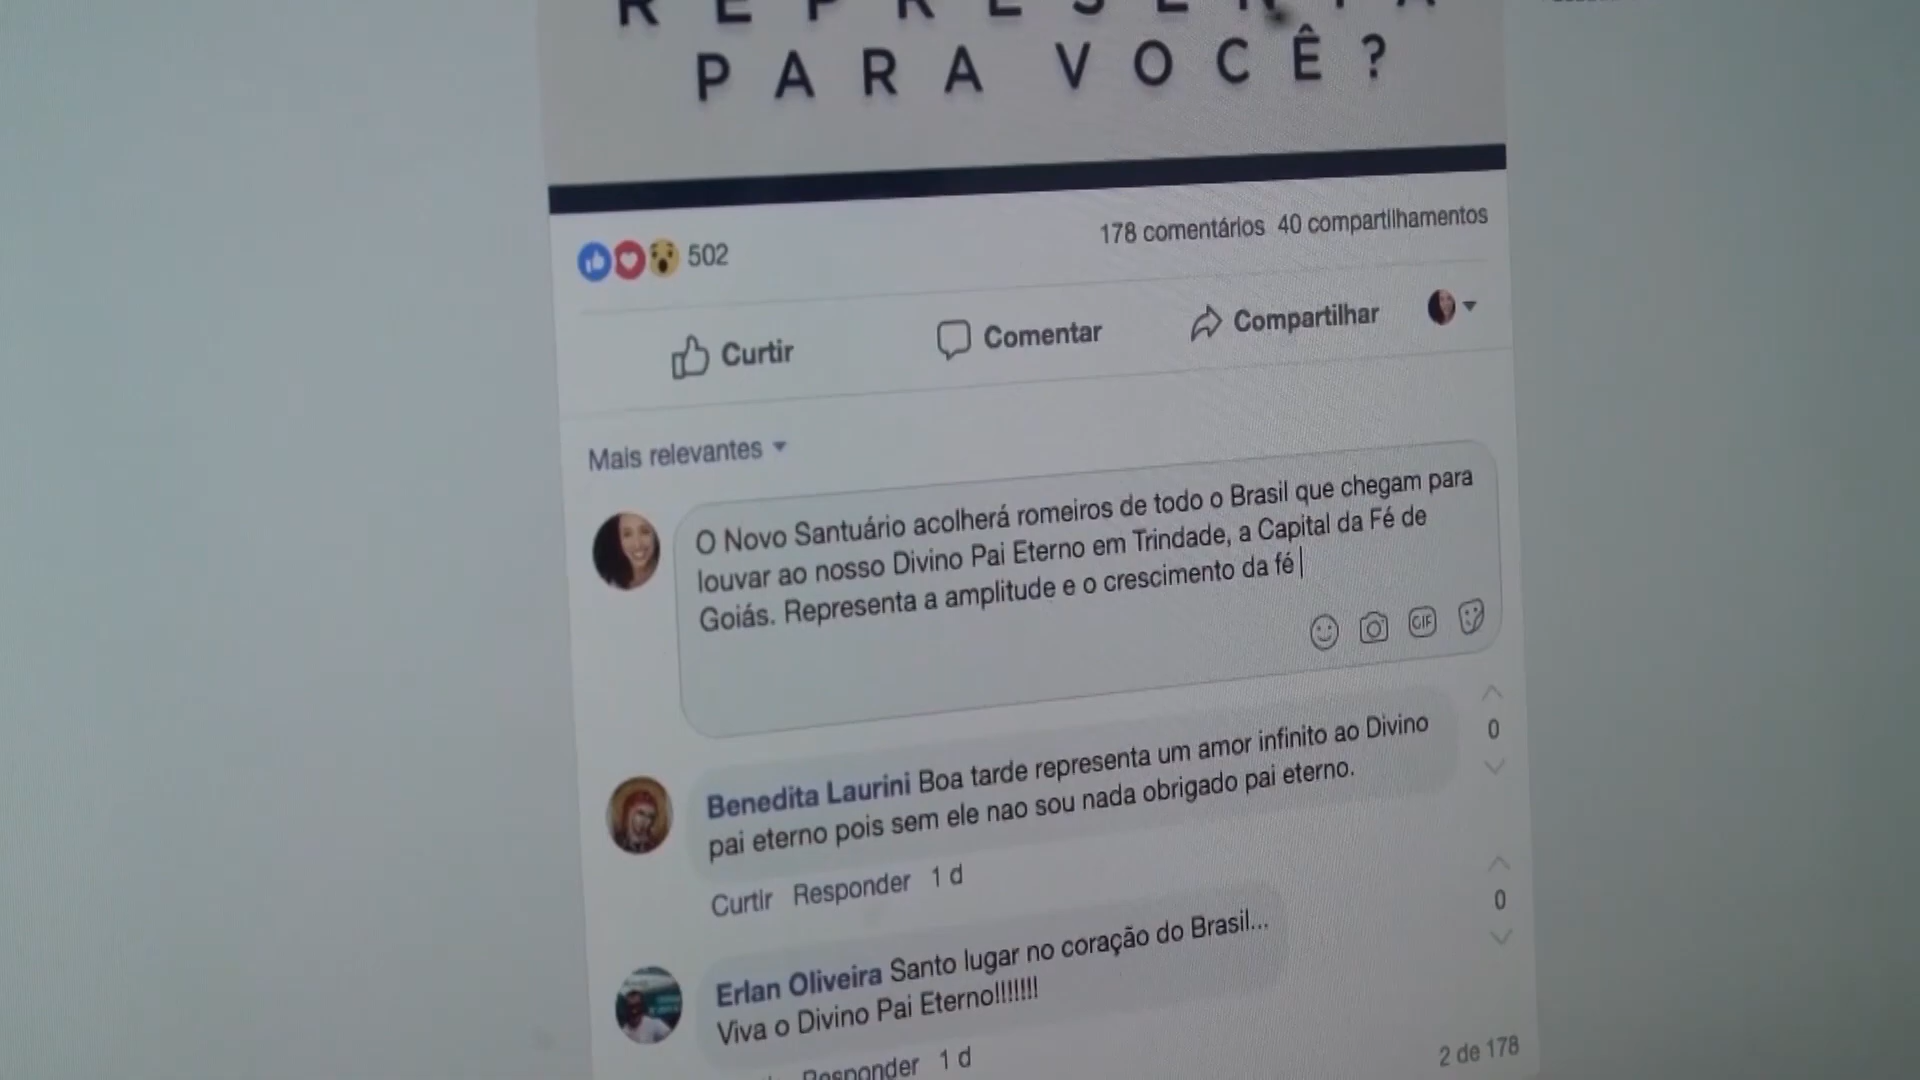 REPRESENTA
PARA VOCÊ?
502
178 comentários 40 compartilhamentos
Curtir
Comentar
Compartilhar
Mais relevantes
O Novo Santuário acolherá romeiros de todo o Brasil que chegam para
louvar ao nosso Divino Pai Eterno em Trindade, a Capital da Fé de
Goiás. Representa a amplitude e o crescimento da fé
GIF
Benedita Laurini Boa tarde representa um amor infinito ao Divino
pai eterno pois sem ele nao sou nada obrigado pai eterno.
0
Curtir Responder 1 d
Erlan Oliveira Santo lugar no coração do Brasil...
Viva o Divino Pai Eterno!!!!!!!
0
Responder 1 d
2 de 178